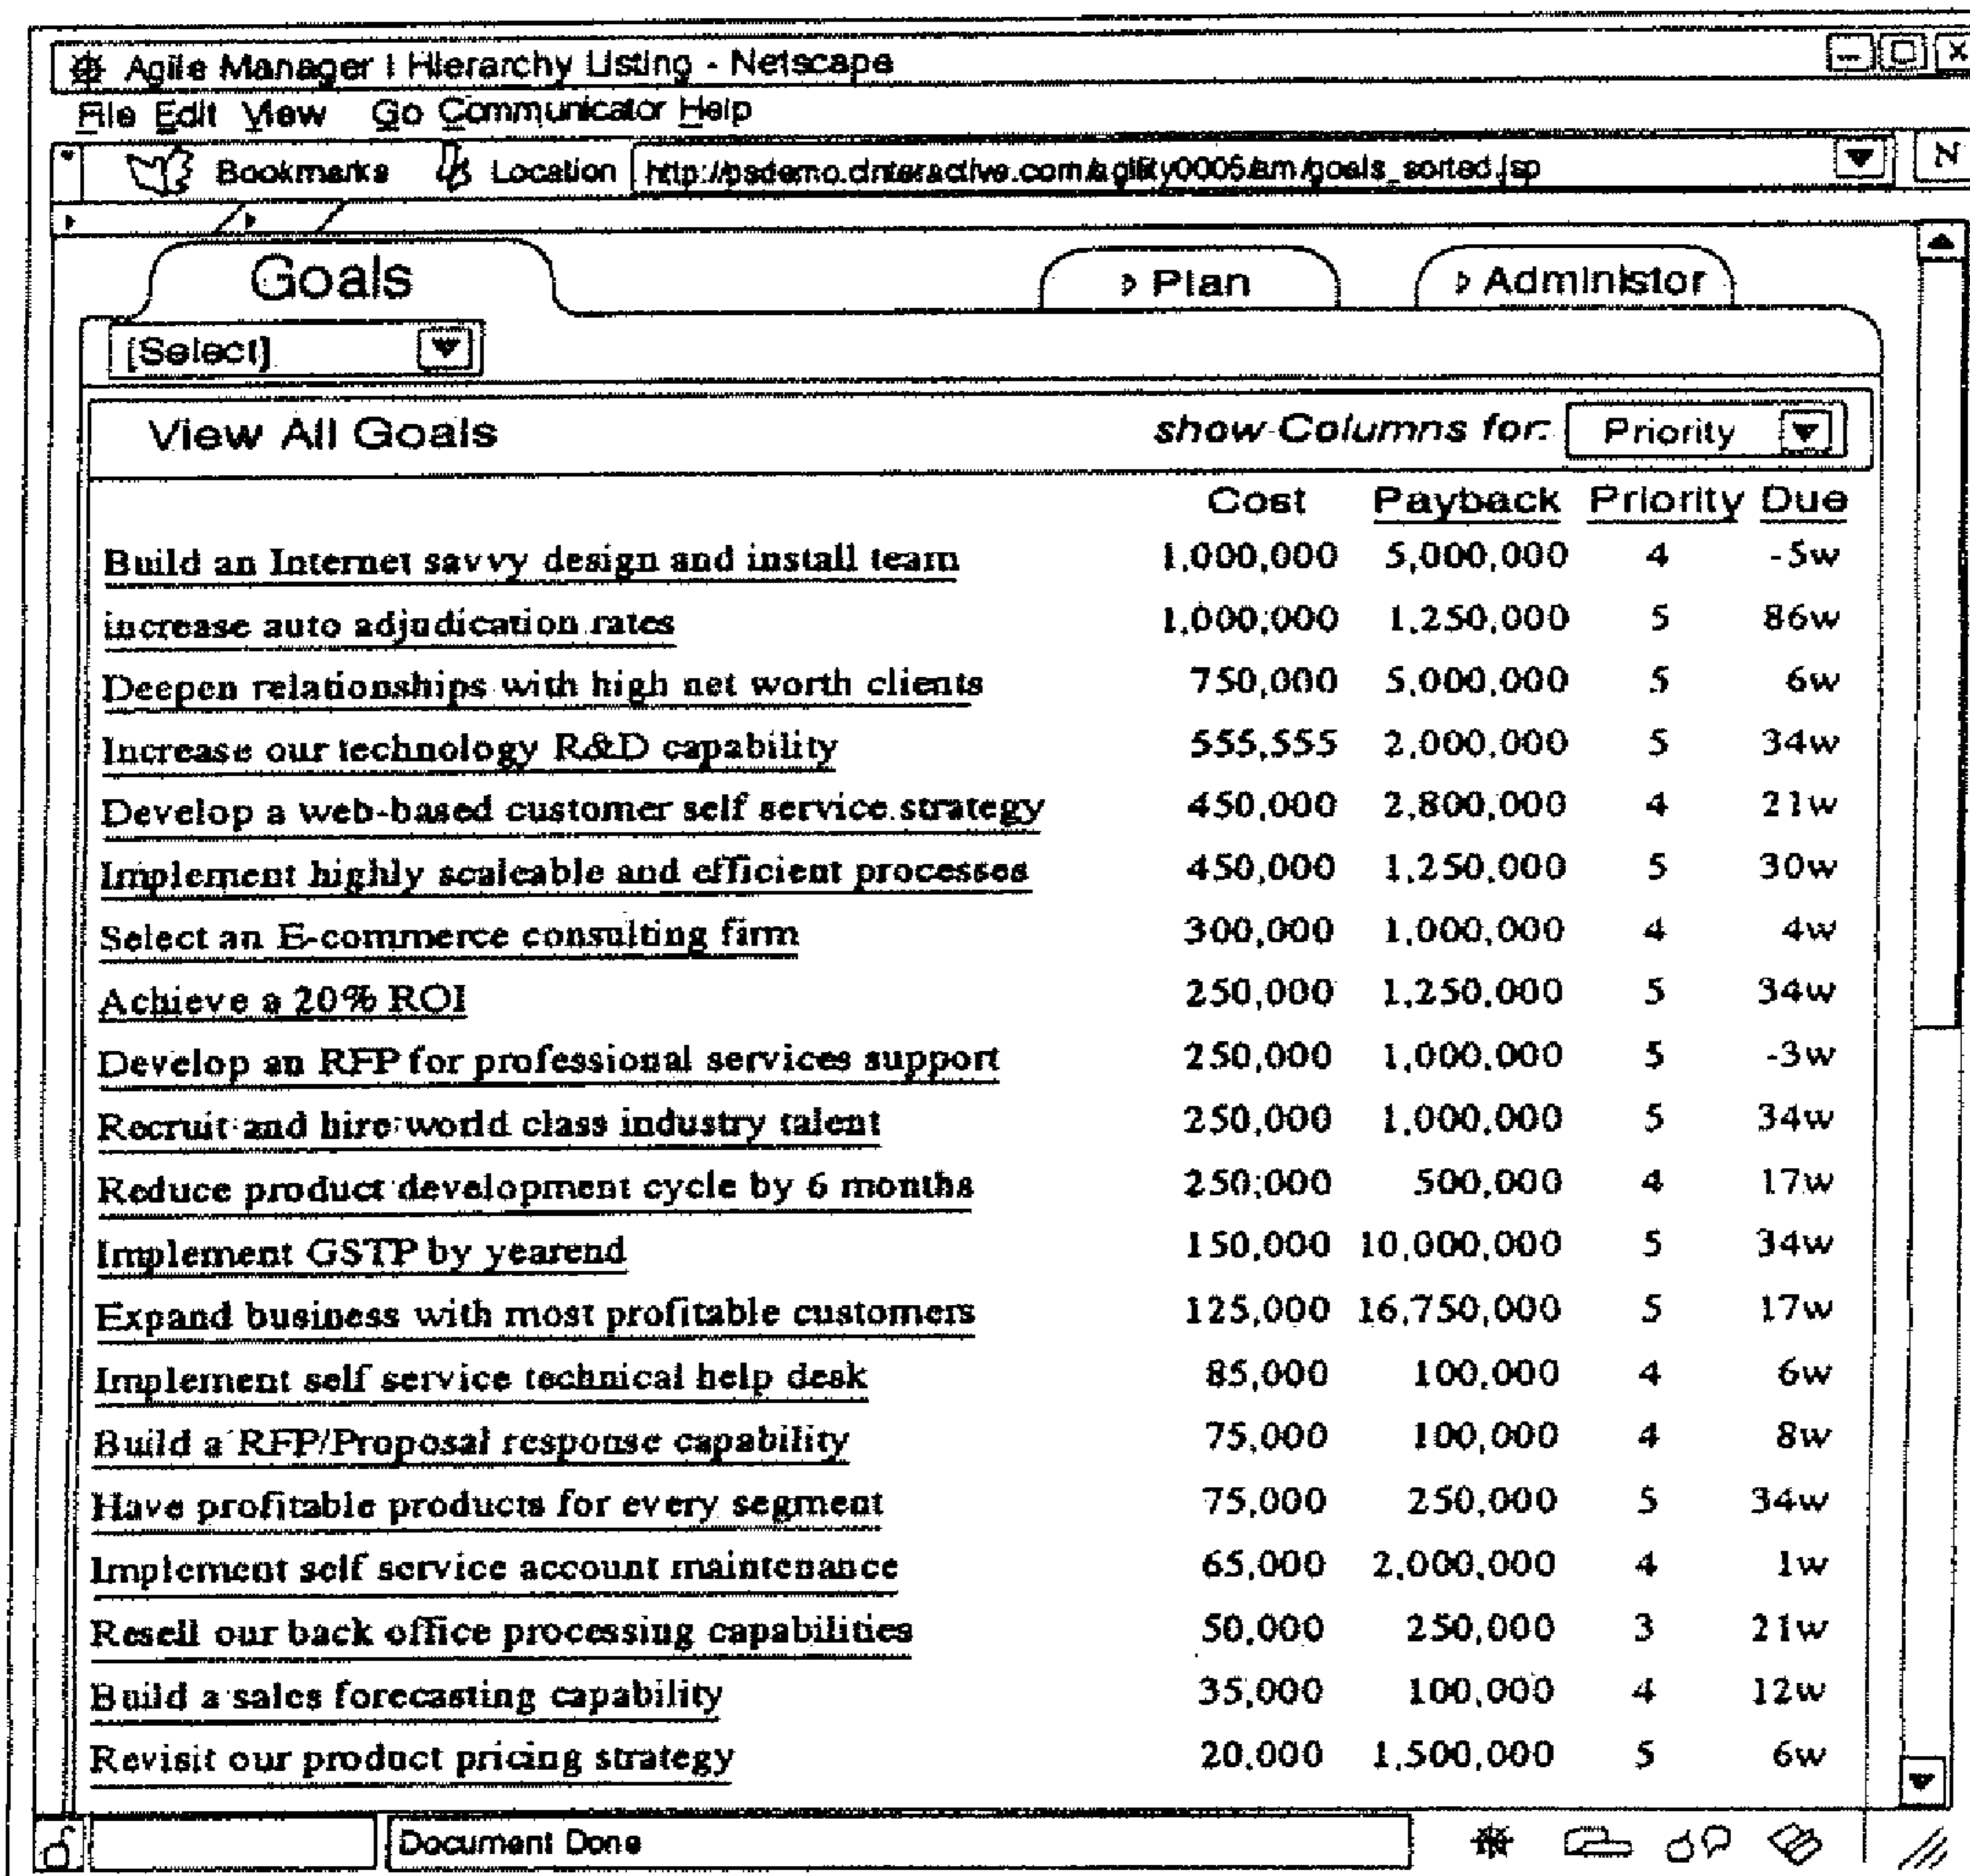 Agile Manager | Hierarchy Listing - Netscape
File Edit View Go Communicator Help
Bookmarks Location http://psdemo.dnteractive.com/agility0005/am/goals_sorted.jsp N
Goals Plan Administor
[Select]
View All Goals show Columns for: Priority
Cost Payback Priority Due
Build an Internet savvy design and install team 1,000,000 5,000,000 4 -5w
increase auto adjudication rates 1,000,000 1,250,000 5 86w
Deepen relationships with high net worth clients 750,000 5,000,000 5 6w
Increase our technology R&D capability 555,555 2,000,000 5 34w
Develop a web-based customer self service strategy 450,000 2,800,000 4 21w
Implement highly scaleable and efficient processes 450,000 1,250,000 5 30w
Select an E-commerce consulting firm 300,000 1,000,000 4 4w
Achieve a 20% ROI 250,000 1,250,000 5 34w
Develop an RFP for professional services support 250,000 1,000,000 5 -3w
Recruit and hire world class industry talent 250,000 1,000,000 5 34w
Reduce product development cycle by 6 months 250,000 500,000 4 17w
Implement GSTP by yearend 150,000 10,000,000 5 34w
Expand business with most profitable customers 125,000 16,750,000 5 17w
Implement self service technical help desk 85,000 100,000 4 6w
Build a RFP/Proposal response capability 75,000 100,000 4 8w
Have profitable products for every segment 75,000 250,000 5 34w
Implement self service account maintenance 65,000 2,000,000 4 1w
Resell our back office processing capabilities 50,000 250,000 3 21w
Build a sales forecasting capability 35,000 100,000 4 12w
Revisit our product pricing strategy 20,000 1,500,000 5 6w
Document Done